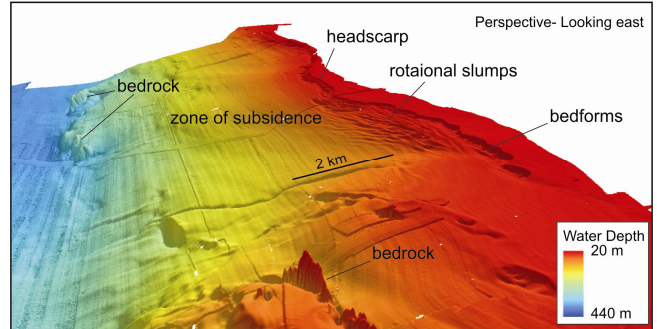 Perspective- Looking east
headscarp
rotaional slumps
bedrock
zone of subsidence
bedforms
2 km
bedrock
Water Depth
20 m
440 m